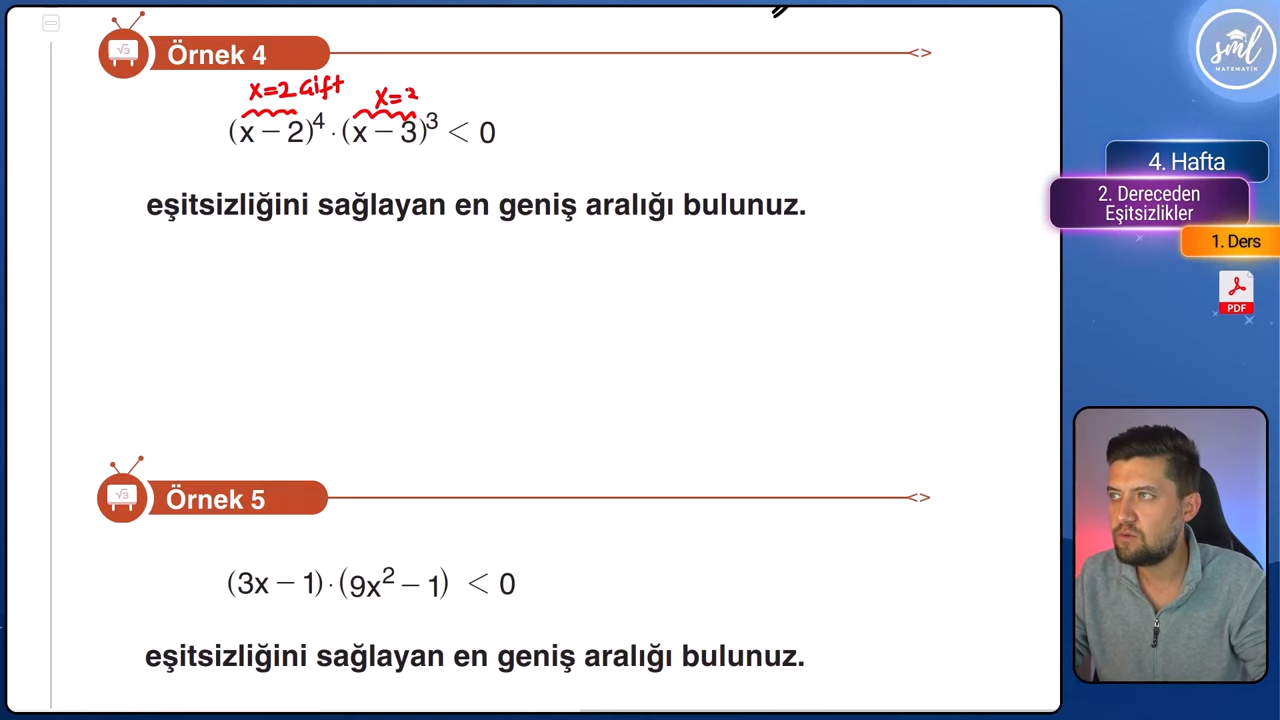 √3 Örnek 4 <>
x=2 Çift x=2
(x − 2)⁴ · (x − 3)³ < 0
eşitsizliğini sağlayan en geniş aralığı bulunuz.
√3 Örnek 5 <>
(3x − 1) · (9x² − 1) < 0
eşitsizliğini sağlayan en geniş aralığı bulunuz.
sml
MATEMATİK
4. Hafta
2. Dereceden
Eşitsizlikler
1. Ders
PDF